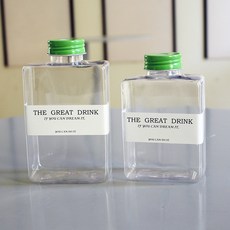 THE GREAT DRINK
IF YOU CAN DREAM IT.
THE GREAT DRINK
IF YOU CAN DREAM IT.